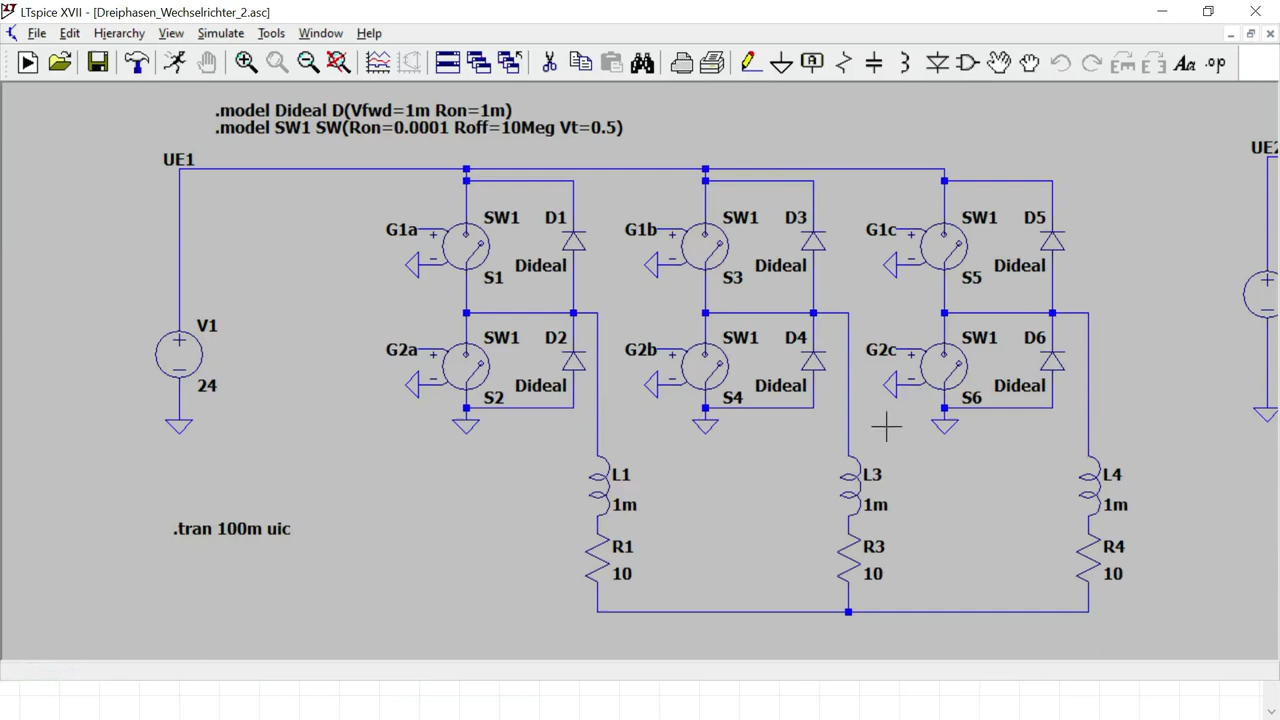 LTspice XVII - [Dreiphasen_Wechselrichter_2.asc]
File Edit Hierarchy View Simulate Tools Window Help
.model Dideal D(Vfwd=1m Ron=1m)
.model SW1 SW(Ron=0.0001 Roff=10Meg Vt=0.5)
UE1
UE2
SW1 D1 SW1 D3 SW1 D5
G1a G1b G1c
Dideal Dideal Dideal
S1 S3 S5
V1
SW1 D2 SW1 D4 SW1 D6
G2a G2b G2c
24 Dideal Dideal Dideal
S2 S4 S6
L1 L3 L4
1m 1m 1m
.tran 100m uic
R1 R3 R4
10 10 10